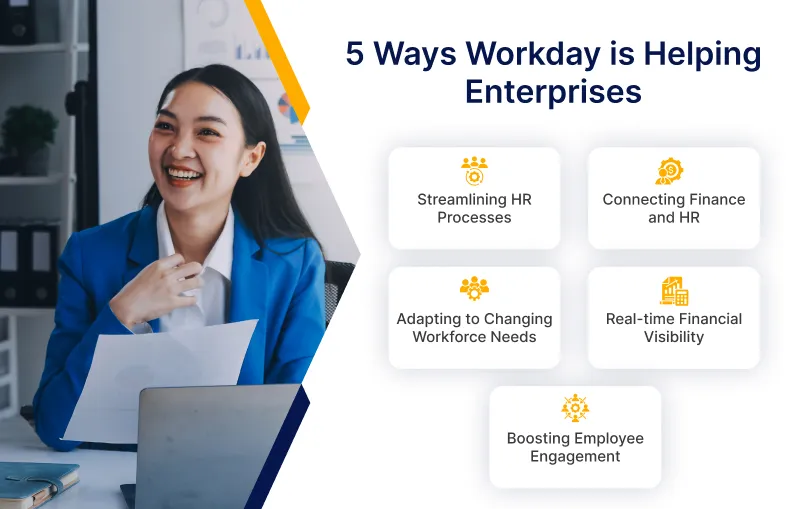 5 Ways Workday is Helping
Enterprises
Streamlining HR
Processes
Connecting Finance
and HR
Adapting to Changing
Workforce Needs
Real-time Financial
Visibility
Boosting Employee
Engagement